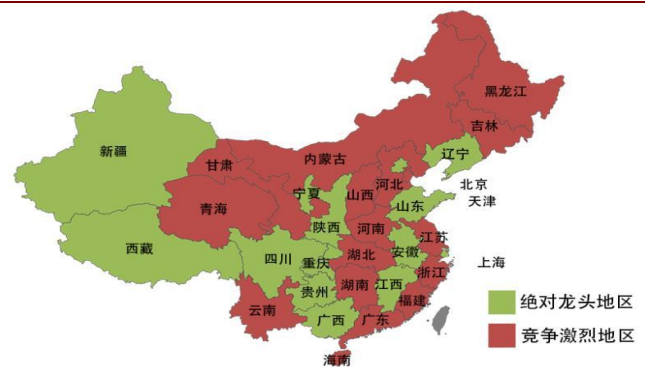 黑龙江
吉林
辽宁
新疆
内蒙古
甘肃
北京
天津
河北
宁夏
山西
山东
青海
陕西
河南
江苏
西藏
四川
重庆
湖北
安徽
上海
浙江
贵州
湖南
江西
福建
云南
广西
广东
海南
绝对龙头地区
竞争激烈地区